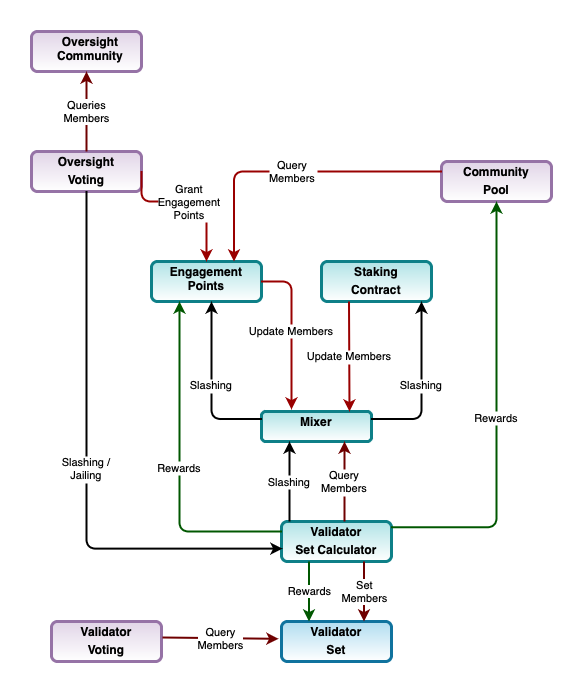 Oversight
Community
Queries
Members
Oversight
Voting
Grant
Engagement
Points
Query
Members
Community
Pool
Engagement
Points
Staking
Contract
Update Members
Update Members
Slashing
Slashing
Mixer
Rewards
Slashing /
Jailing
Rewards
Slashing
Query
Members
Validator
Set Calculator
Rewards
Set
Members
Validator
Voting
Query
Members
Validator
Set